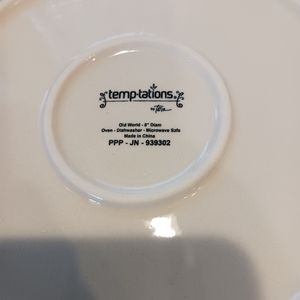 temp-tations
by Tara
Old World - 8" Diam
Oven - Dishwasher - Microwave Safe
Made in China
PPP - JN - 939302